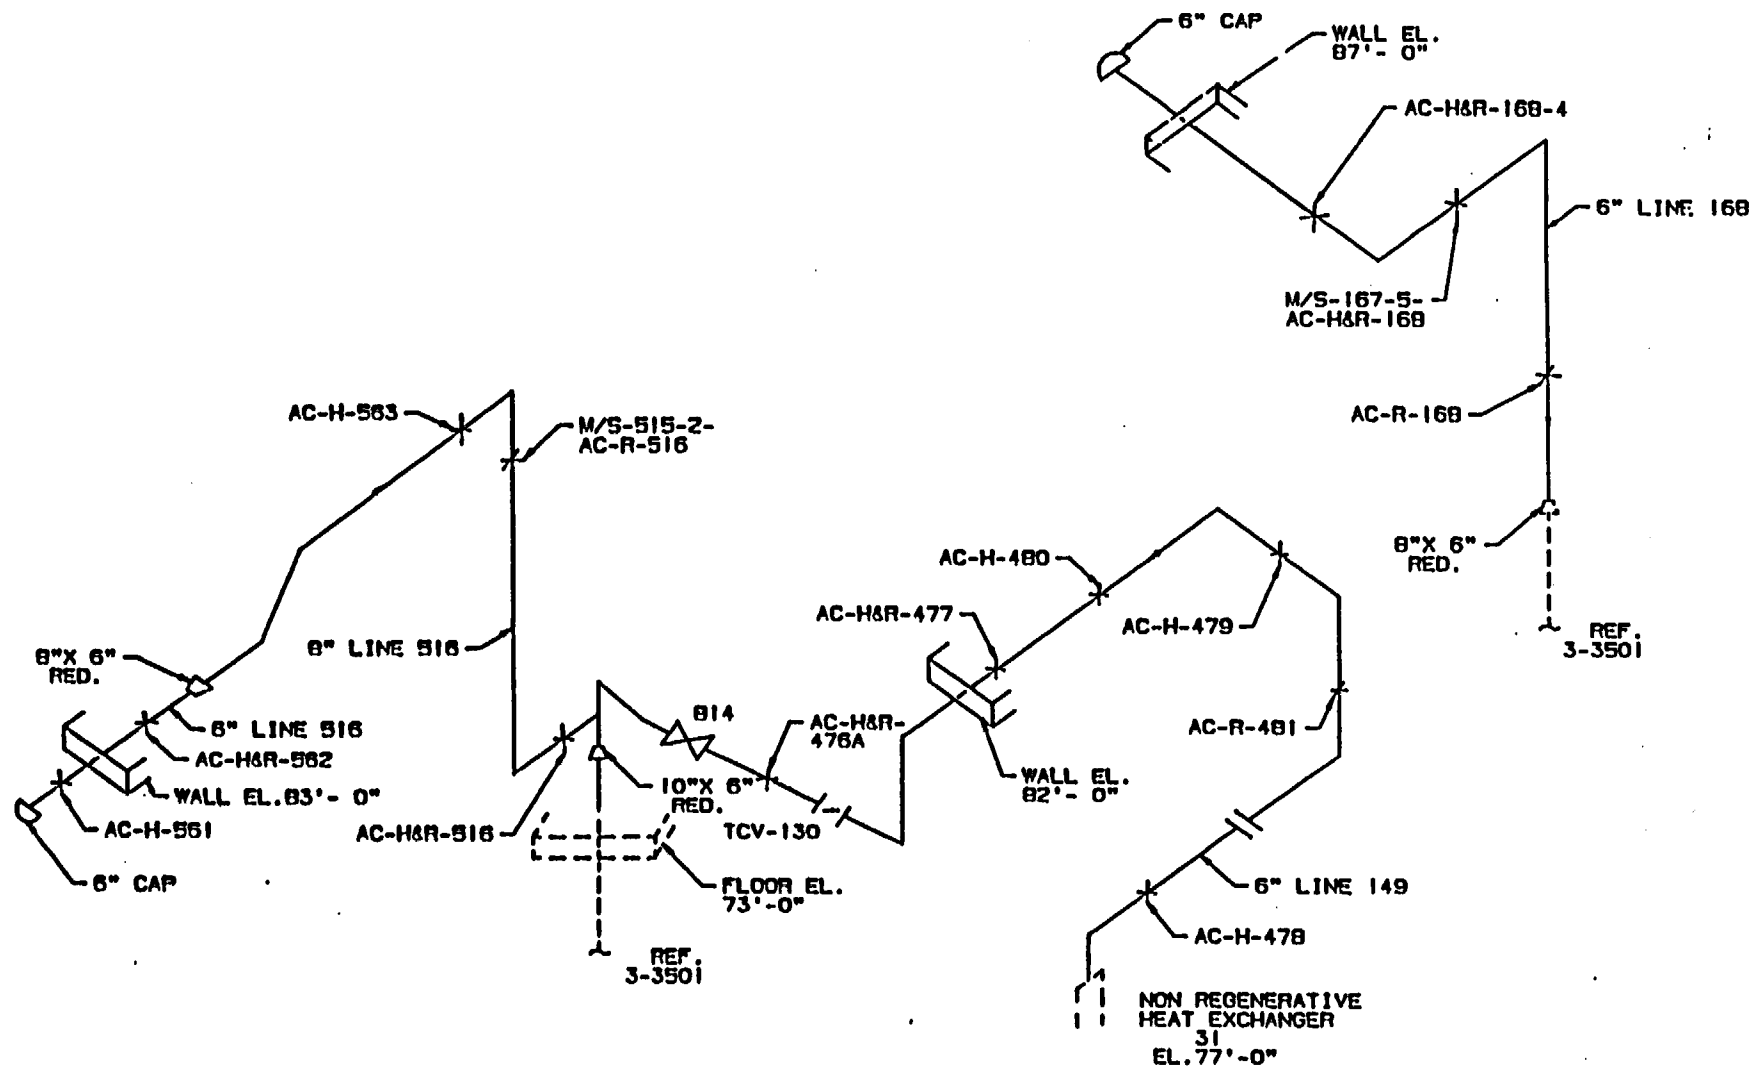 6" CAP
WALL EL.
87'- 0"
AC-H&R-168-4
6" LINE 168
M/S-167-5-
AC-H&R-168
AC-R-168
8"X 6"
RED.
REF.
3-3501
AC-H-563
M/S-515-2-
AC-R-516
8" LINE 516
8"X 6"
RED.
6" LINE 516
AC-H&R-562
WALL EL.83'- 0"
AC-H-561
6" CAP
AC-H&R-516
814
AC-H&R-
476A
10"X 6"
RED.
TCV-130
FLOOR EL.
73'-0"
REF.
3-3501
AC-H-480
AC-H&R-477
AC-H-479
WALL EL.
82'- 0"
AC-R-481
6" LINE 149
AC-H-478
NON REGENERATIVE
HEAT EXCHANGER
31
EL.77'-0"